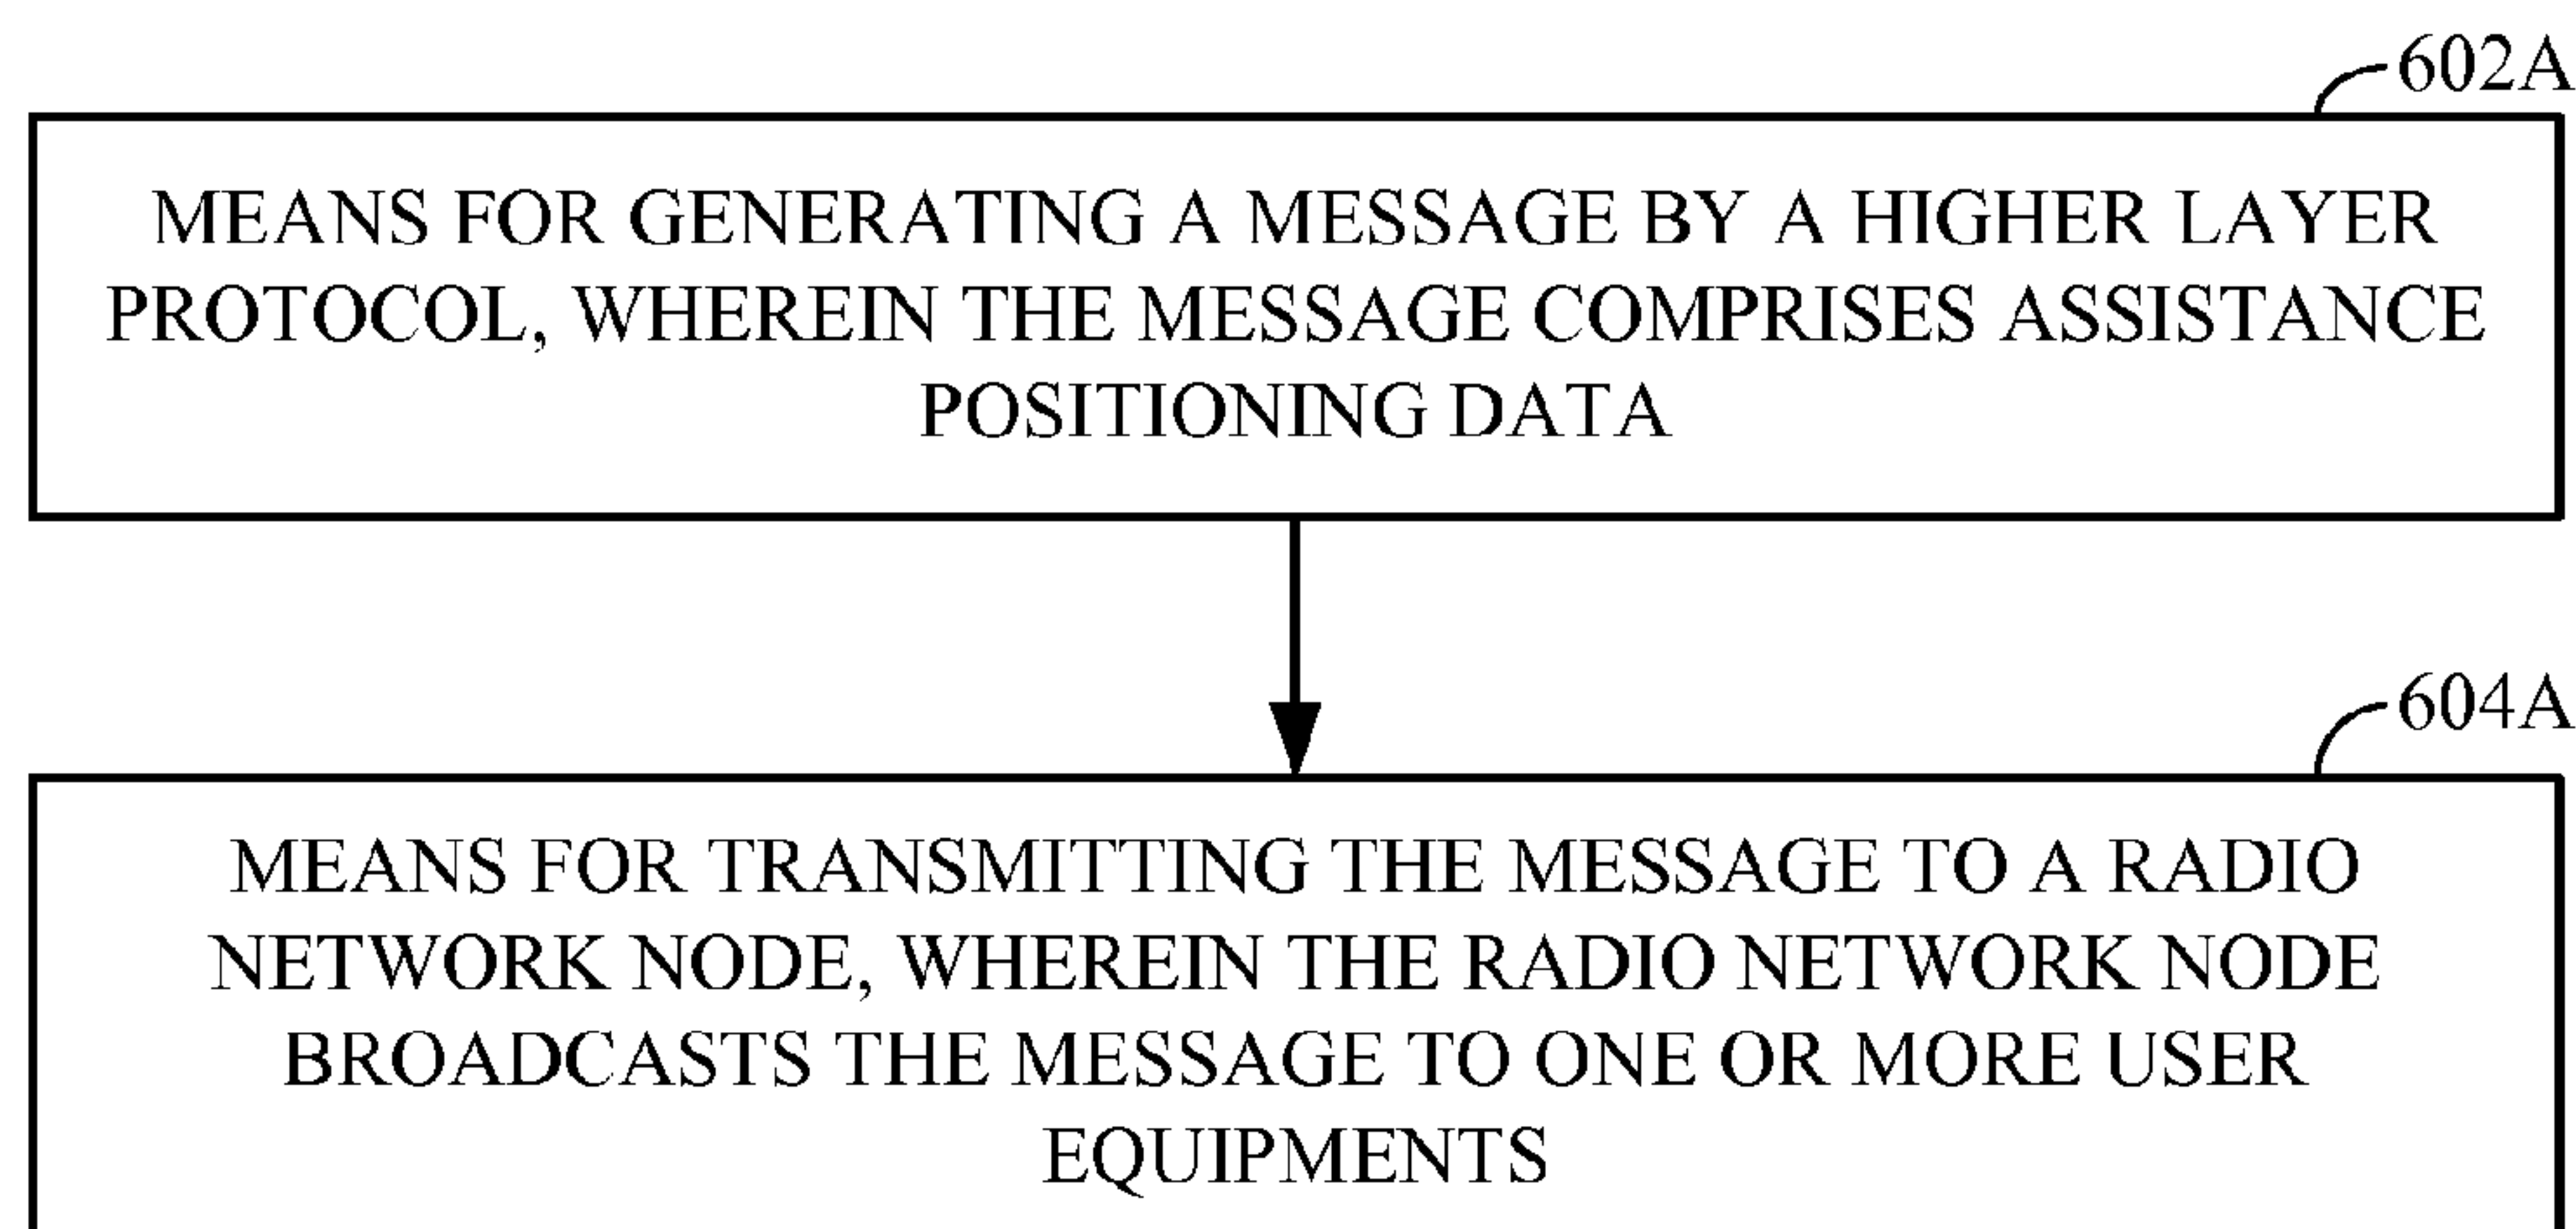 602A
MEANS FOR GENERATING A MESSAGE BY A HIGHER LAYER
PROTOCOL, WHEREIN THE MESSAGE COMPRISES ASSISTANCE
POSITIONING DATA
604A
MEANS FOR TRANSMITTING THE MESSAGE TO A RADIO
NETWORK NODE, WHEREIN THE RADIO NETWORK NODE
BROADCASTS THE MESSAGE TO ONE OR MORE USER
EQUIPMENTS